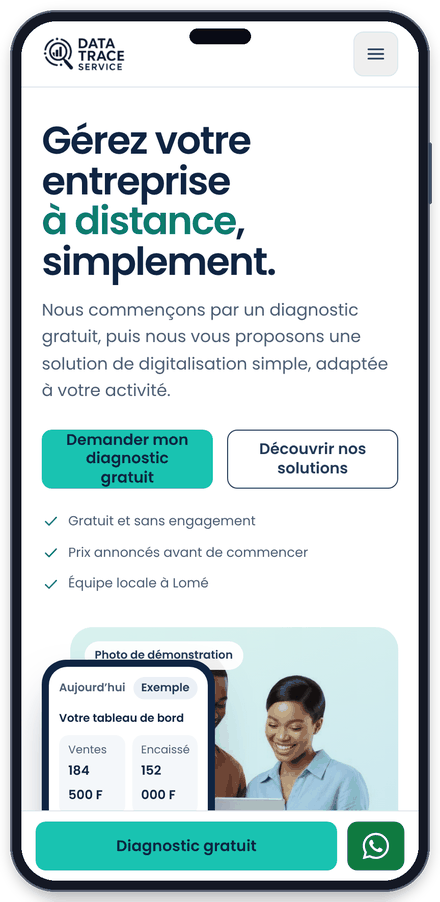 DATA
TRACE
SERVICE
Gérez votre
entreprise
à distance,
simplement.
Nous commençons par un diagnostic
gratuit, puis nous vous proposons une
solution de digitalisation simple, adaptée
à votre activité.
Demander mon
diagnostic
gratuit
Découvrir nos
solutions
Gratuit et sans engagement
Prix annoncés avant de commencer
Équipe locale à Lomé
Photo de démonstration
Aujourd'hui
Exemple
Votre tableau de bord
Ventes
184
500 F
Encaissé
152
000 F
Diagnostic gratuit